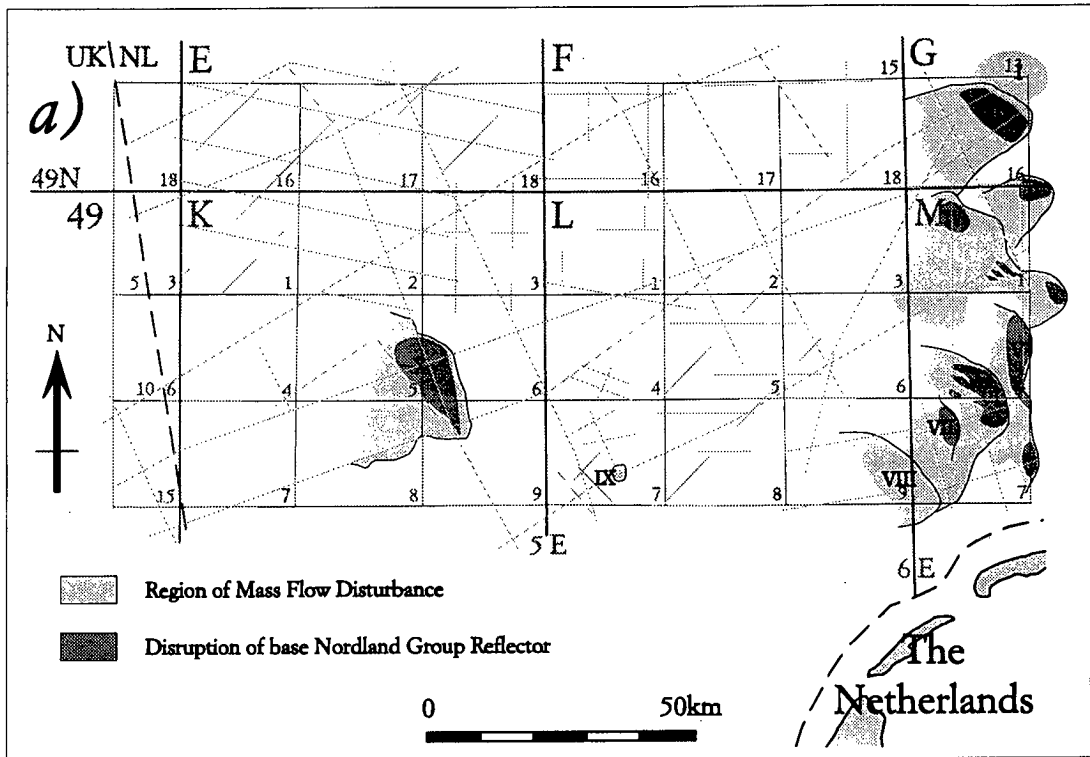 UK\NL E F G
15 13 I
a)
49N 18 16 17 18 16 17 18 16
49 K L M
5 3 1 2 3 1 2 3 1
N
10 6 4 5 6 4 5 6
VII
IX VIII
15 7 8 9 7 8 9 7
5 E
6 E
Region of Mass Flow Disturbance
Disruption of base Nordland Group Reflector
The
Netherlands
0 50km